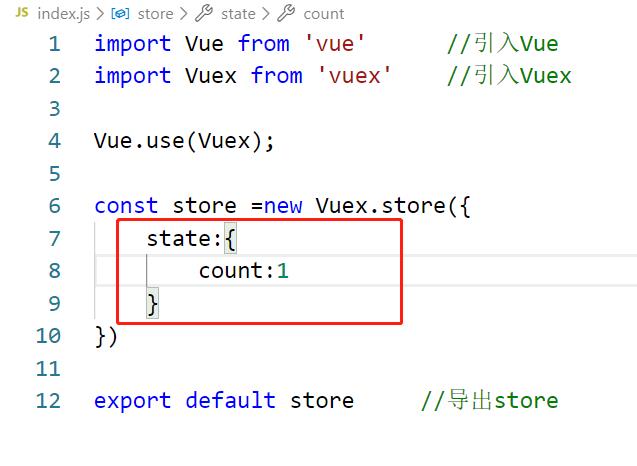 JS index.js > store > state > count
1 import Vue from 'vue' //引入Vue
2 import Vuex from 'vuex' //引入Vuex
3
4 Vue.use(Vuex);
5
6 const store =new Vuex.store({
7 state:{
8 count:1
9 }
10 })
11
12 export default store //导出store